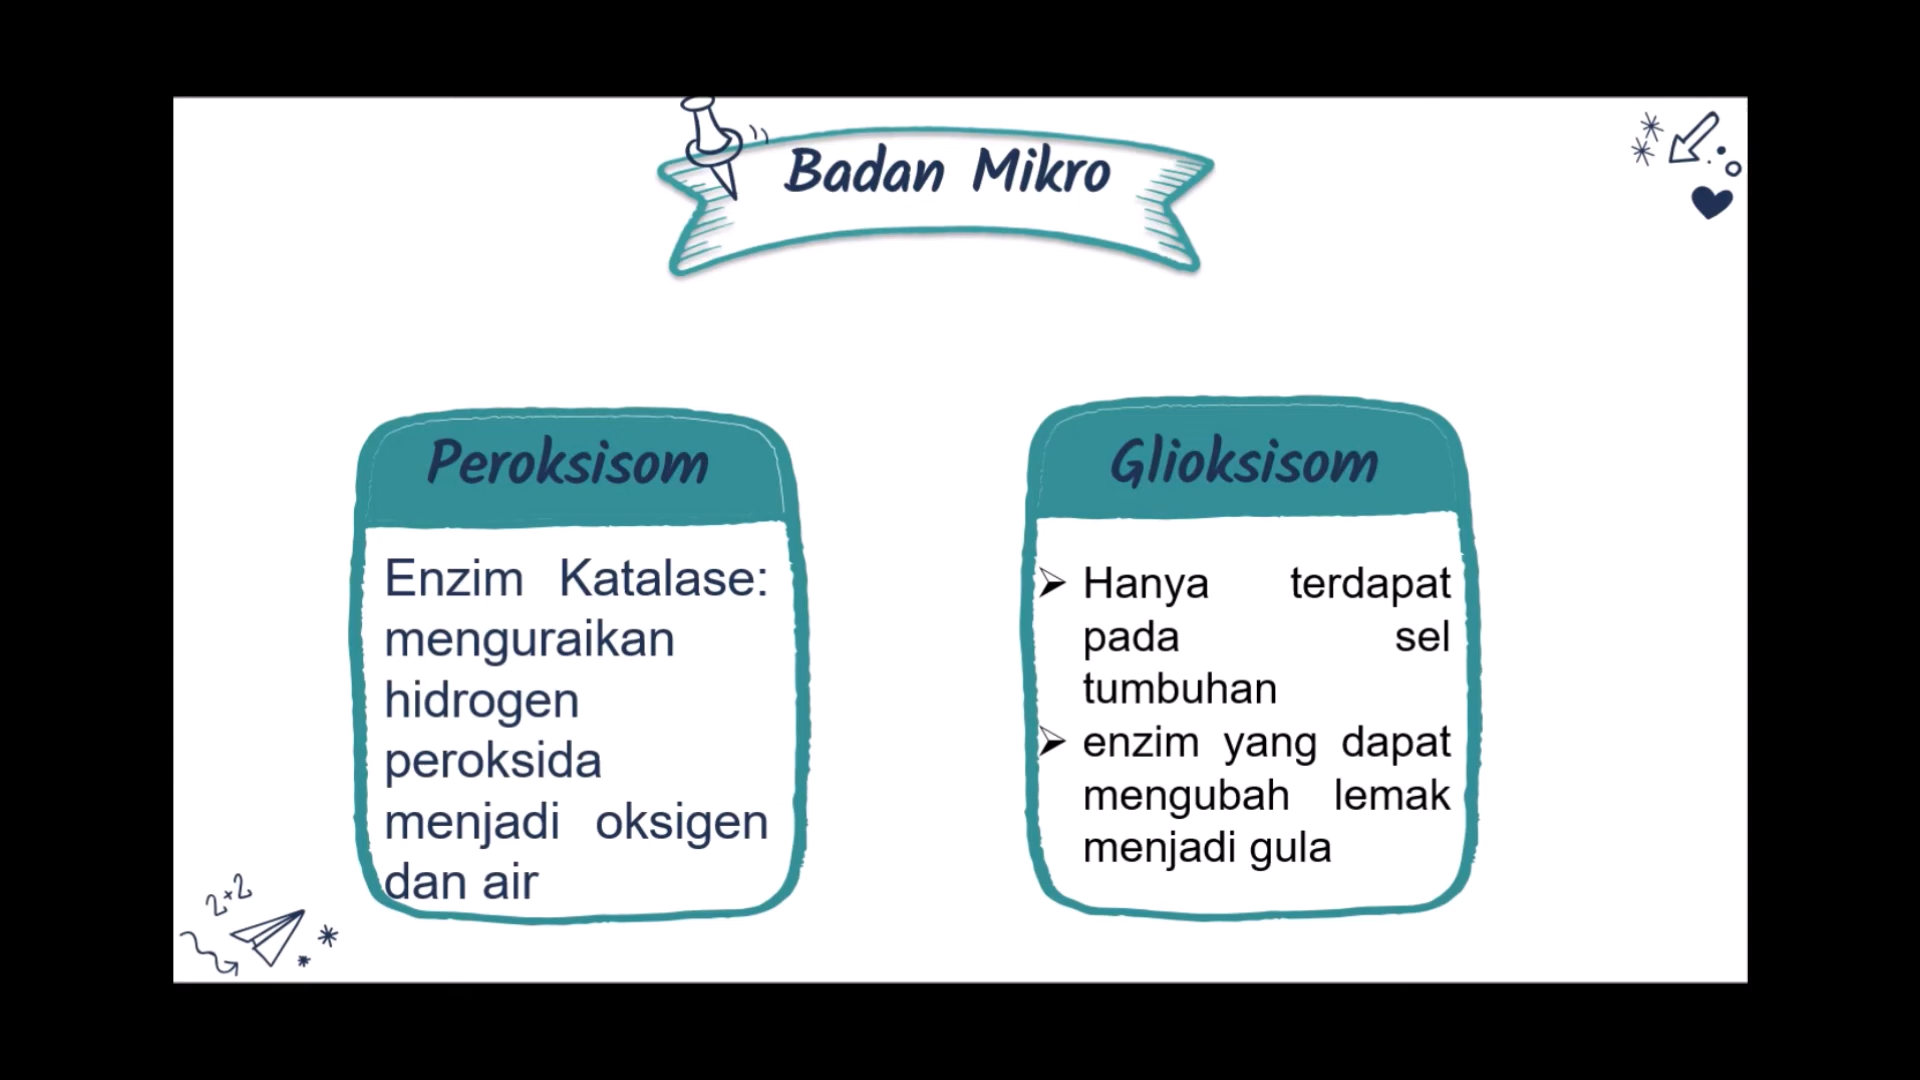 Badan Mikro
Peroksisom
Enzim Katalase:
menguraikan
hidrogen
peroksida
menjadi oksigen
dan air
Glioksisom
➢ Hanya terdapat
pada sel
tumbuhan
➢ enzim yang dapat
mengubah lemak
menjadi gula
2+2